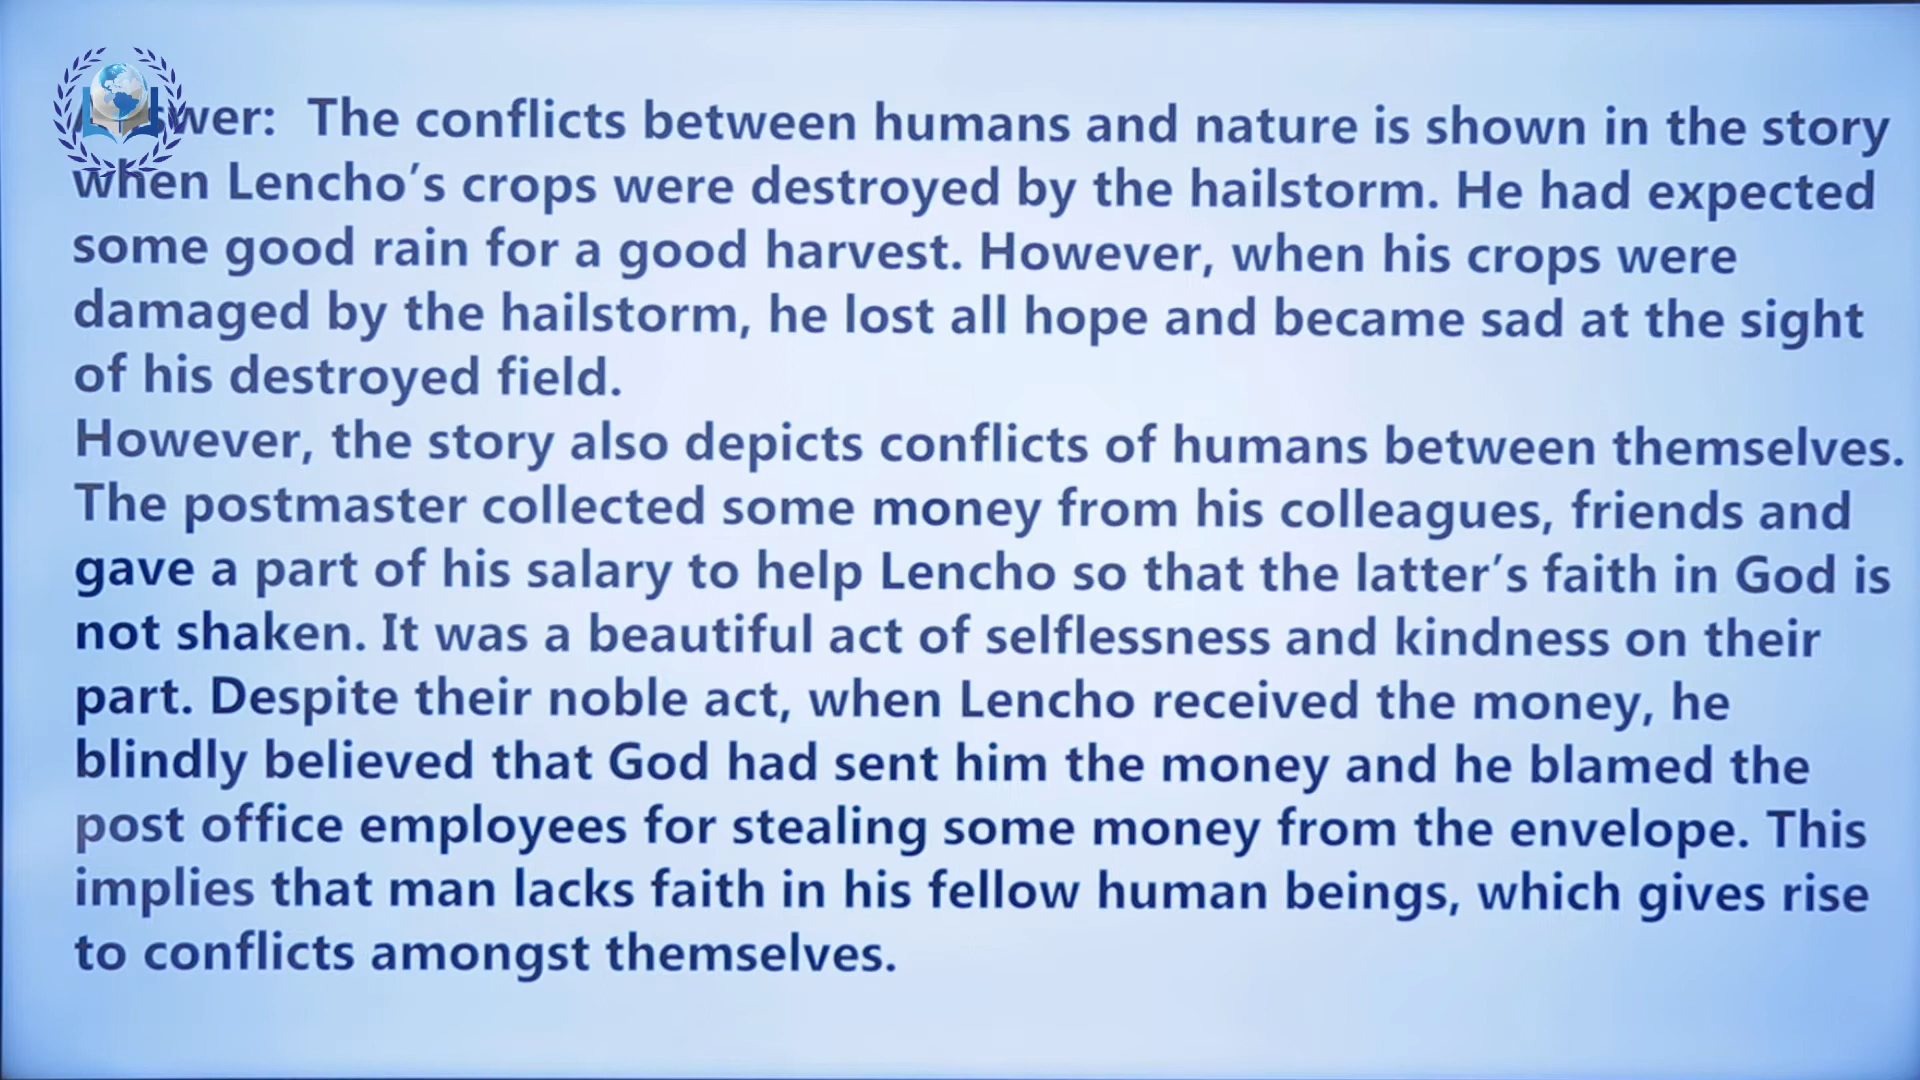 Answer: The conflicts between humans and nature is shown in the story
when Lencho’s crops were destroyed by the hailstorm. He had expected
some good rain for a good harvest. However, when his crops were
damaged by the hailstorm, he lost all hope and became sad at the sight
of his destroyed field.
However, the story also depicts conflicts of humans between themselves.
The postmaster collected some money from his colleagues, friends and
gave a part of his salary to help Lencho so that the latter’s faith in God is
not shaken. It was a beautiful act of selflessness and kindness on their
part. Despite their noble act, when Lencho received the money, he
blindly believed that God had sent him the money and he blamed the
post office employees for stealing some money from the envelope. This
implies that man lacks faith in his fellow human beings, which gives rise
to conflicts amongst themselves.